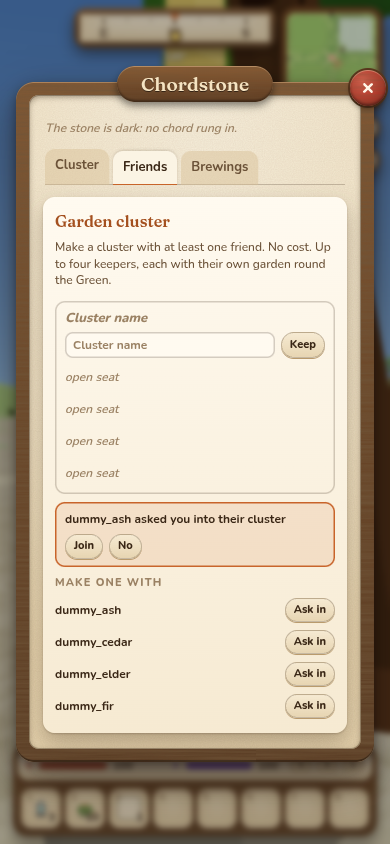 Chordstone
The stone is dark: no chord rung in.
Cluster
Friends
Brewings
Garden cluster
Make a cluster with at least one friend. No cost. Up
to four keepers, each with their own garden round
the Green.
Cluster name
Cluster name
Keep
open seat
open seat
open seat
open seat
dummy_ash asked you into their cluster
Join
No
MAKE ONE WITH
dummy_ash
Ask in
dummy_cedar
Ask in
dummy_elder
Ask in
dummy_fir
Ask in